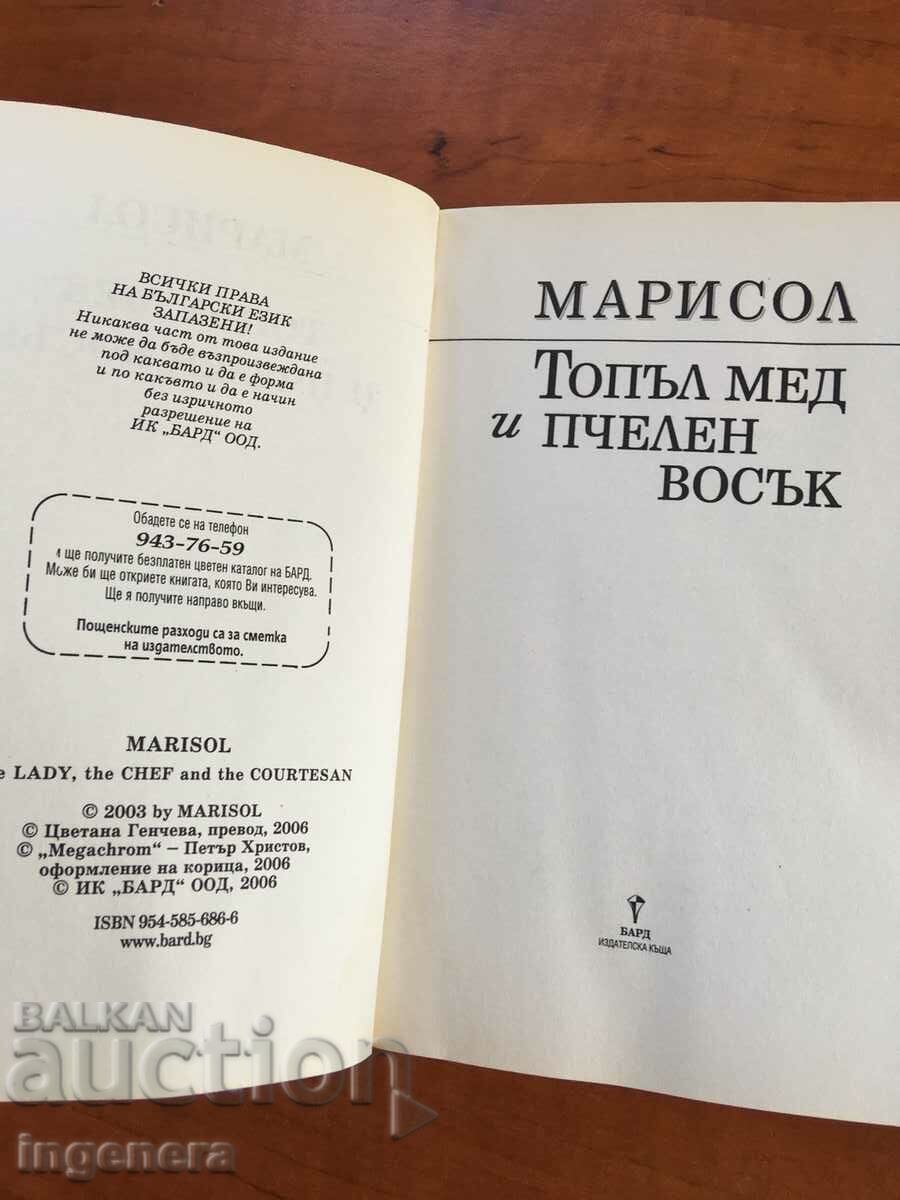 ВСИЧКИ ПРАВА
НА БЪЛГАРСКИ ЕЗИК
ЗАПАЗЕНИ!
Никаква част от това издание
не може да бъде възпроизвеждана
под каквато и да е форма
и по какъвто и да е начин
без изричното
разрешение на
ИК „БАРД" ООД.
Обадете се на телефон
943-76-59
и ще получите безплатен цветен каталог на БАРД.
Може би ще откриете книгата, която Ви интересува.
Ще я получите направо вкъщи.
Пощенските разходи са за сметка
на издателството.
MARISOL
LADY, the CHEF and the COURTESAN
© 2003 by MARISOL
© Цветана Генчева, превод, 2006
© „Megachrom" – Петър Христов,
оформление на корица, 2006
© ИК „БАРД" ООД, 2006
ISBN 954-585-686-6
www.bard.bg
МАРИСОЛ
ТОПЪЛ МЕД
и ПЧЕЛЕН
ВОСЪК
БАРД
ИЗДАТЕЛСКА КЪЩА
BALKAN
auction
ingenera